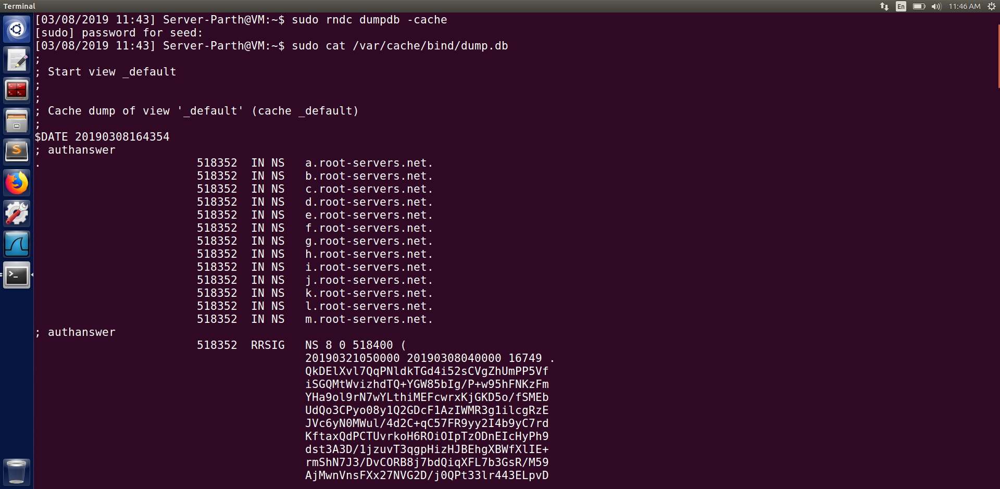 Terminal
En
11:46 AM
[03/08/2019 11:43] Server-Parth@VM:~$ sudo rndc dumpdb -cache
[sudo] password for seed:
[03/08/2019 11:43] Server-Parth@VM:~$ sudo cat /var/cache/bind/dump.db
;
; Start view _default
;
;
; Cache dump of view '_default' (cache _default)
;
$DATE 20190308164354
; authanswer
. 518352 IN NS a.root-servers.net.
518352 IN NS b.root-servers.net.
518352 IN NS c.root-servers.net.
518352 IN NS d.root-servers.net.
518352 IN NS e.root-servers.net.
518352 IN NS f.root-servers.net.
518352 IN NS g.root-servers.net.
518352 IN NS h.root-servers.net.
518352 IN NS i.root-servers.net.
518352 IN NS j.root-servers.net.
518352 IN NS k.root-servers.net.
518352 IN NS l.root-servers.net.
518352 IN NS m.root-servers.net.
; authanswer
518352 RRSIG NS 8 0 518400 (
20190321050000 20190308040000 16749 .
QkDElXvl7QqPNldkTGd4i52sCVgZhUmPP5Vf
iSGQMtWvizhdTQ+YGW85bIg/P+w95hFNKzFm
YHa9ol9rN7wYLthiMEFcwrxKjGKD5o/fSMEb
UdQo3CPyo08y1Q2GDcF1AzIWMR3g1ilcgRzE
JVc6yN0MWul/4d2C+qC57FR9yy2I4b9yC7rd
KftaxQdPCTUvrkoH6ROiOIpTzODnEIcHyPh9
dst3A3D/1jzuvT3qgpHizHJBEhgXBWfXlIE+
rmShN7J3/DvCORB8j7bdQiqXFL7b3GsR/M59
AjMwnVnsFXx27NVG2D/j0QPt33lr443ELpvD